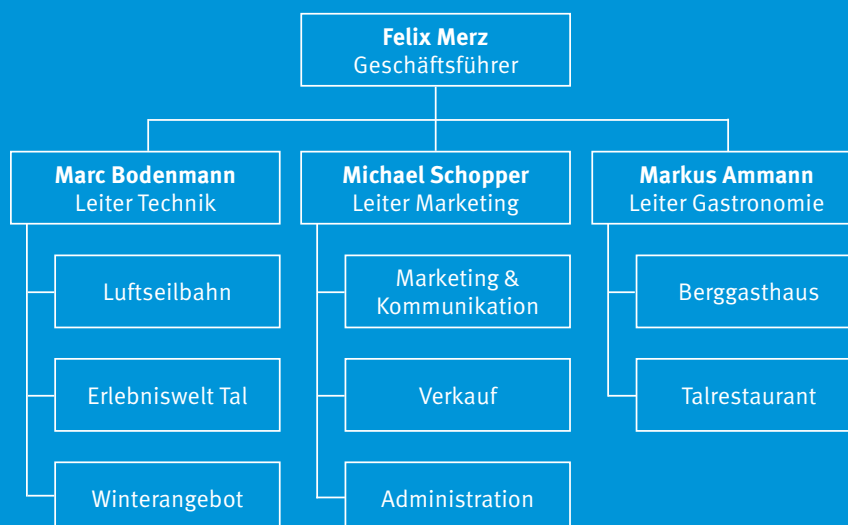 Felix Merz
Geschäftsführer
Marc Bodenmann
Leiter Technik
Michael Schopper
Leiter Marketing
Markus Ammann
Leiter Gastronomie
Luftseilbahn
Marketing &
Kommunikation
Berggasthaus
Erlebniswelt Tal
Verkauf
Talrestaurant
Winterangebot
Administration